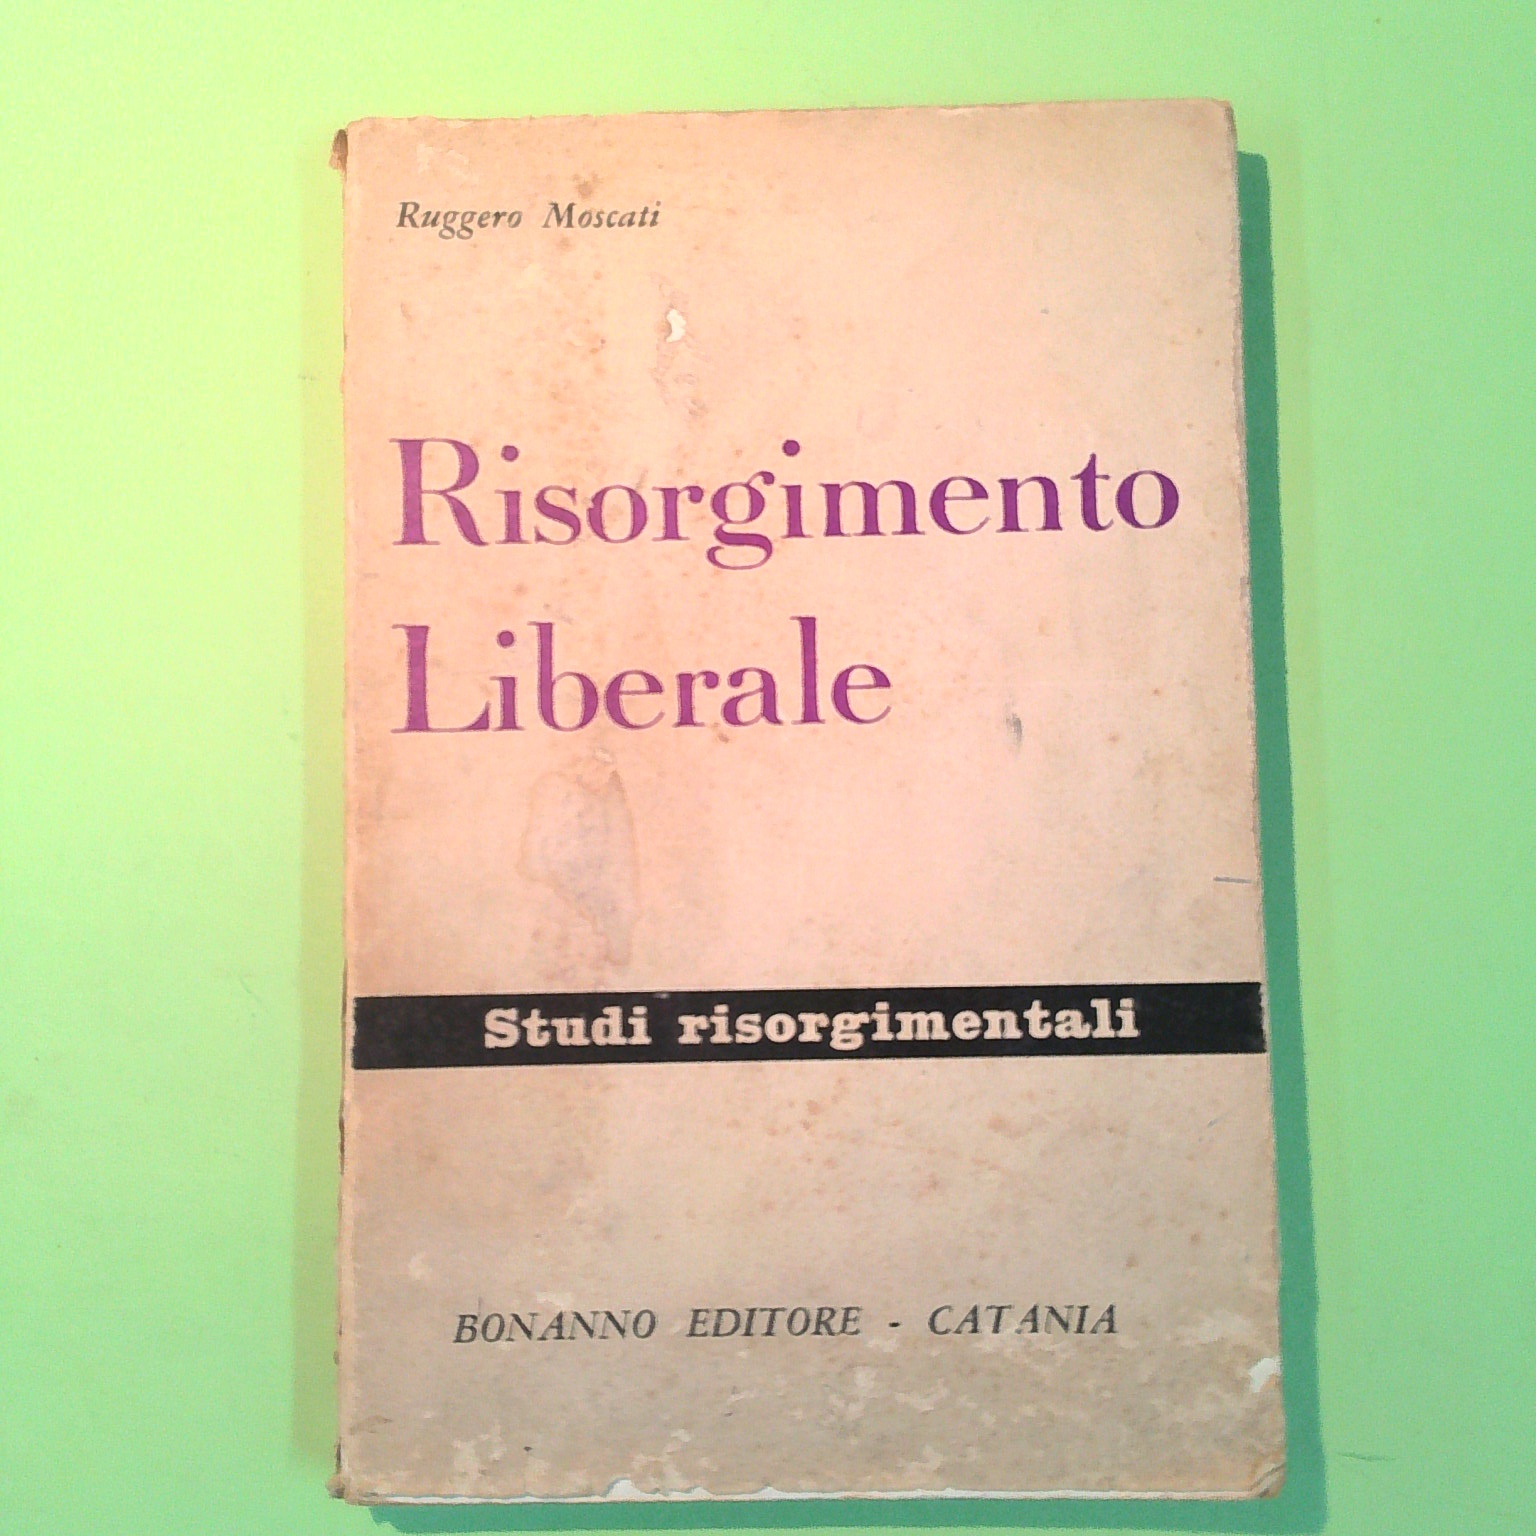 Ruggero Moscati
Risorgimento
Liberale
Studi risorgimentali
BONANNO EDITORE - CATANIA